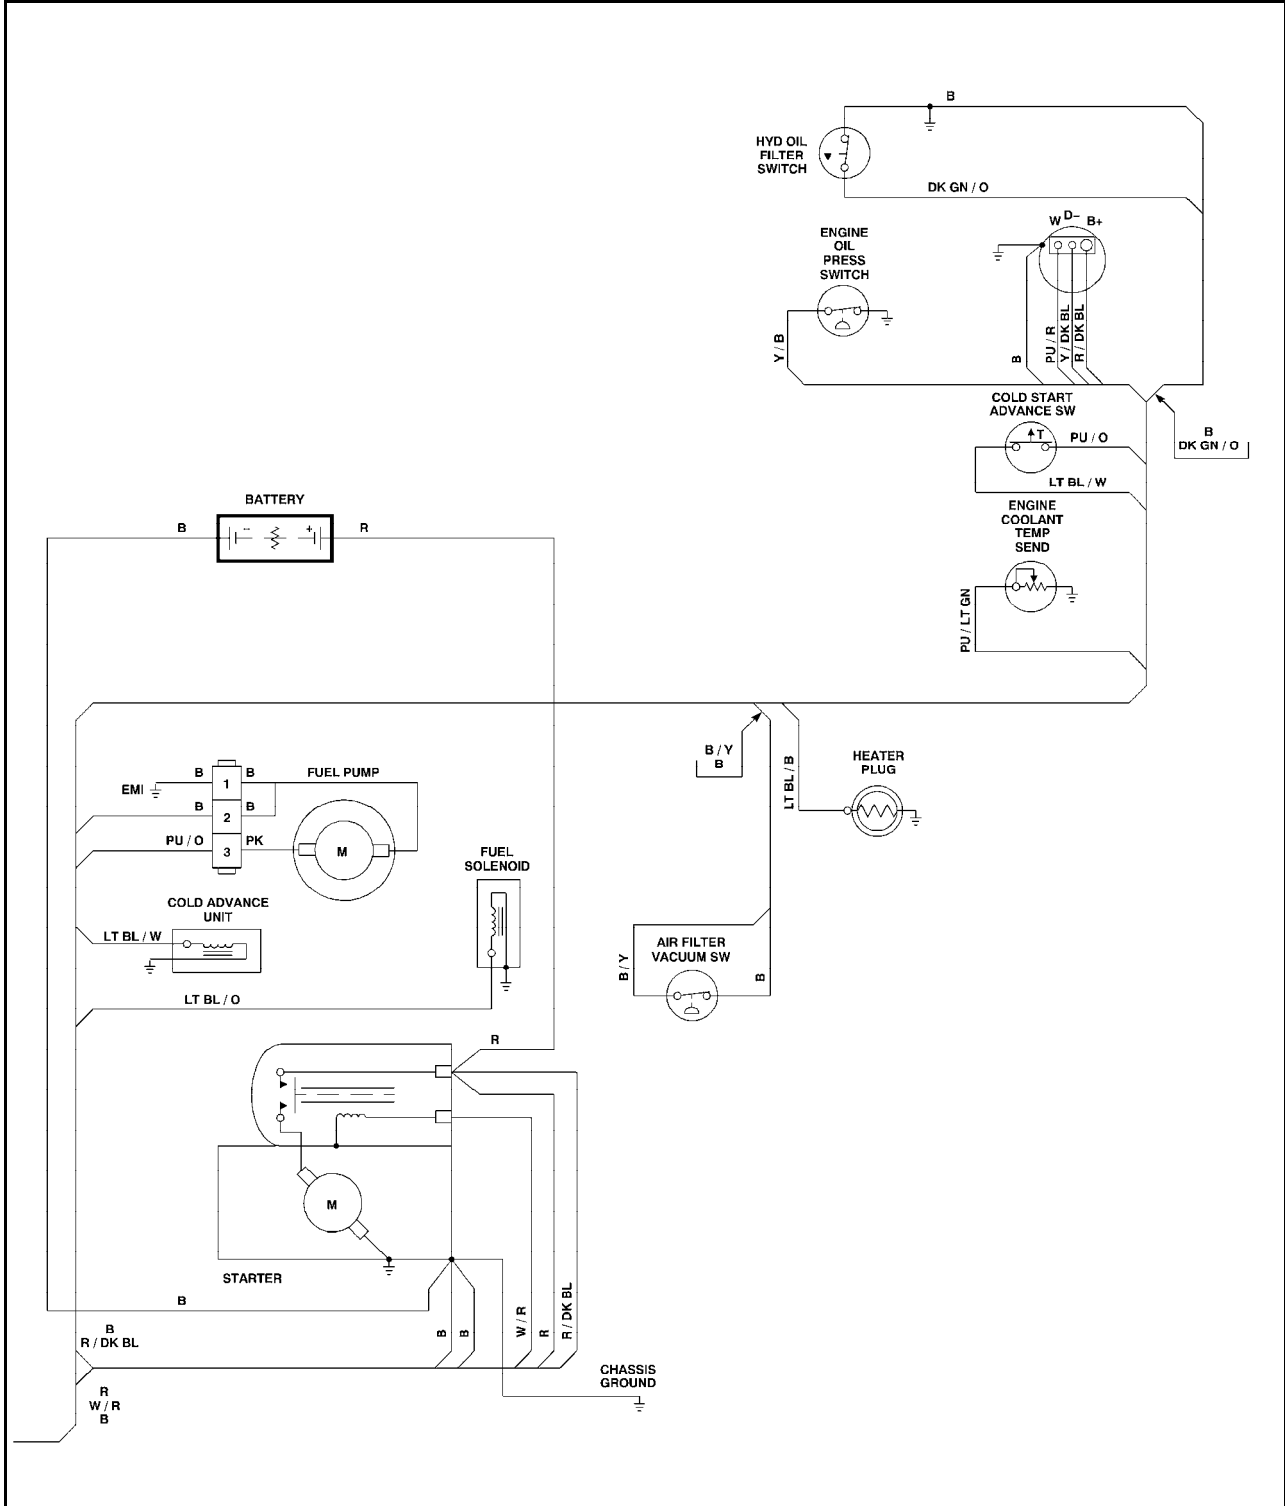 B
HYD OIL
FILTER
SWITCH
DK GN / O
W D– B+
ENGINE
OIL
PRESS
SWITCH
Y / B
B
PU / R
Y / DK BL
R / DK BL
COLD START
ADVANCE SW
T
PU / O
B
DK GN / O
LT BL / W
ENGINE
COOLANT
TEMP
SEND
PU / LT GN
BATTERY
B
R
– +
B / Y
B
LT BL / B
HEATER
PLUG
B 1 B
FUEL PUMP
EMI
B 2 B
PU / O 3 PK
M
FUEL
SOLENOID
COLD ADVANCE
UNIT
LT BL / W
LT BL / O
AIR FILTER
VACUUM SW
B / Y
B
R
M
STARTER
B
B
R / DK BL
B
B
W / R
R
R / DK BL
CHASSIS
GROUND
R
W / R
B